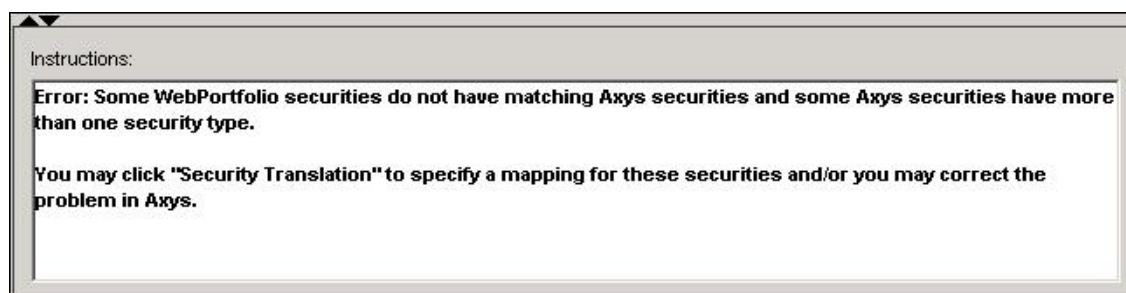 Instructions:
Error: Some WebPortfolio securities do not have matching Axys securities and some Axys securities have more
than one security type.
You may click "Security Translation" to specify a mapping for these securities and/or you may correct the
problem in Axys.